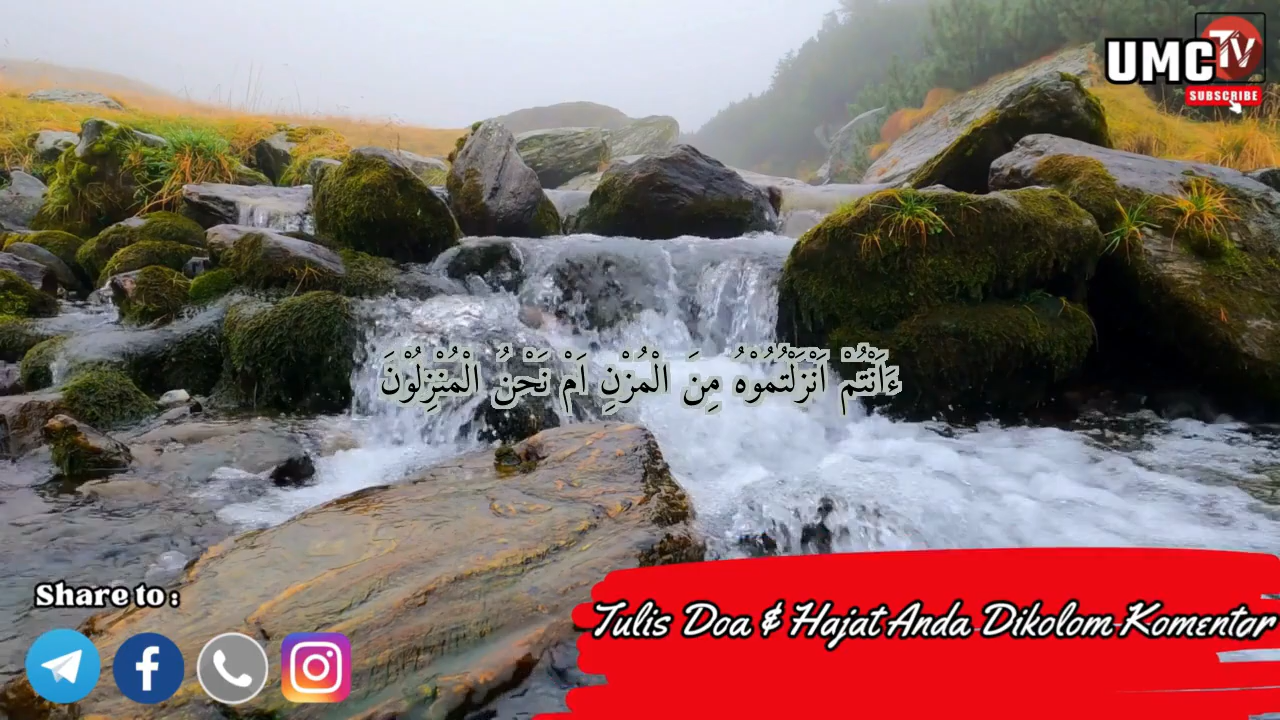 UMC TV
SUBSCRIBE
ءَاَنْتُمْ اَنْزَلْتُمُوْهُ مِنَ الْمُزْنِ اَمْ نَحْنُ الْمُنْزِلُوْنَ
Share to :
Tulis Doa & Hajat Anda Dikolom Komentar